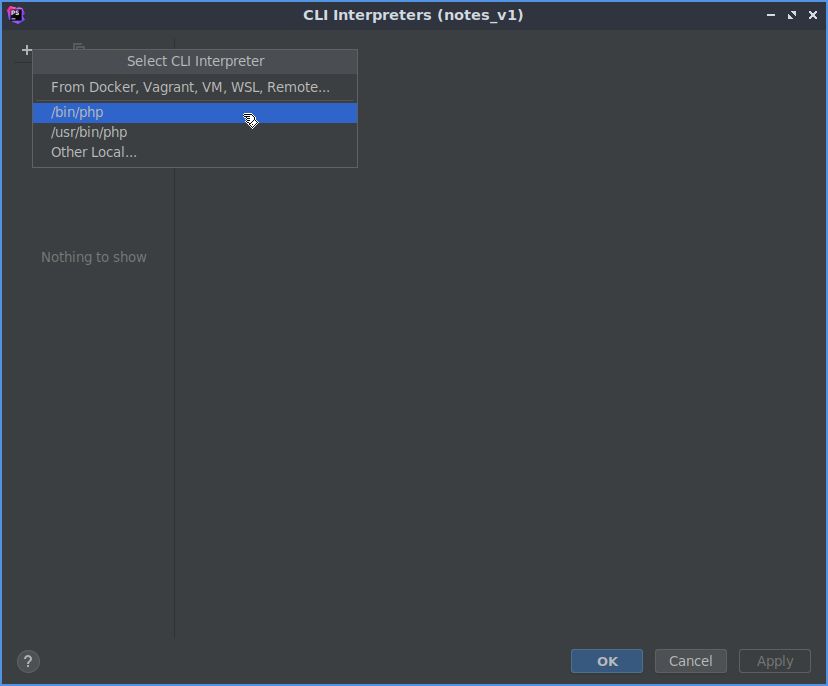 PS
CLI Interpreters (notes_v1)
+
Select CLI Interpreter
From Docker, Vagrant, VM, WSL, Remote...
/bin/php
/usr/bin/php
Other Local...
Nothing to show
?
OK
Cancel
Apply